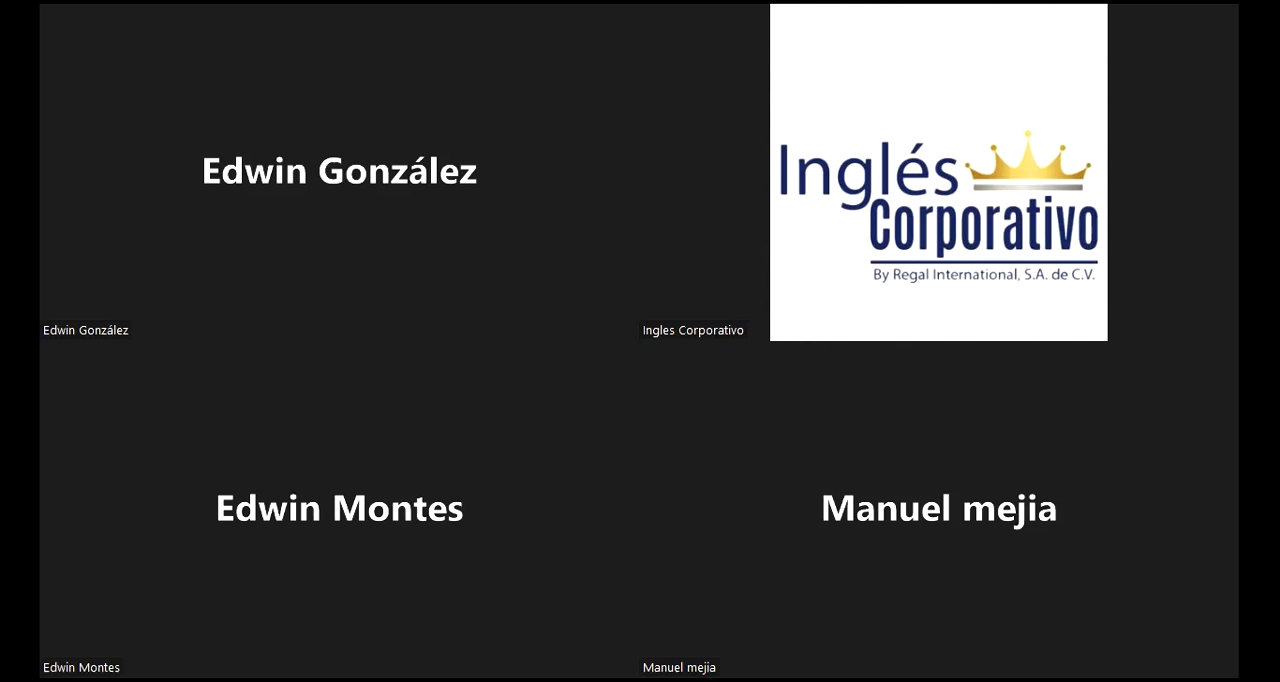 Edwin González
Edwin González
Inglés
Corporativo
By Regal International, S.A. de C.V.
Ingles Corporativo
Edwin Montes
Edwin Montes
Manuel mejia
Manuel mejia